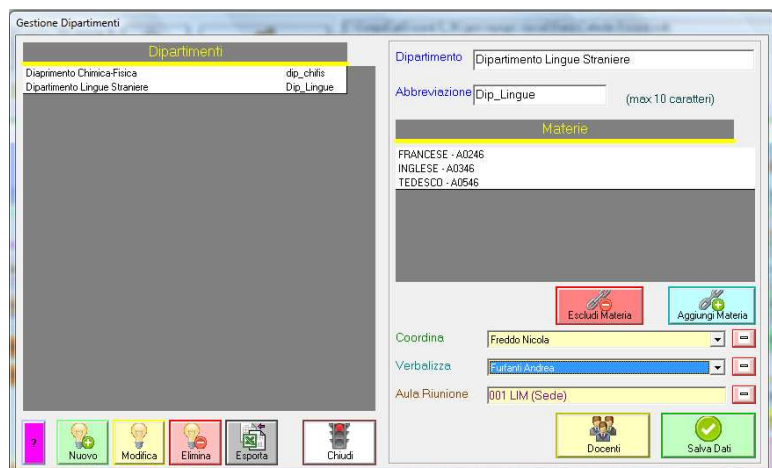 Gestione Dipartimenti
Dipartimenti
Diaprimento Chimica-Fisica dip_chifis
Dipartimento Lingue Straniere Dip_Lingue
Dipartimento Dipartimento Lingue Straniere
Abbreviazione Dip_Lingue (max 10 caratteri)
Materie
FRANCESE - A0246
INGLESE - A0346
TEDESCO - A0546
Escludi Materia Aggiungi Materia
Coordina Freddo Nicola
Verbalizza Furfanti Andrea
Aula Riunione 001 LIM (Sede)
? Nuovo Modifica Elimina Esporta Chiudi Docenti Salva Dati